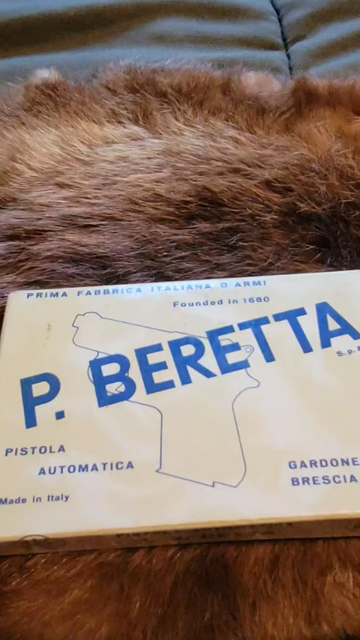 PRIMA FABBRICA ITALIANA D'ARMI
Founded in 1680
P. BERETTA
S.p.A
PISTOLA
AUTOMATICA
GARDONE
BRESCIA
Made in Italy